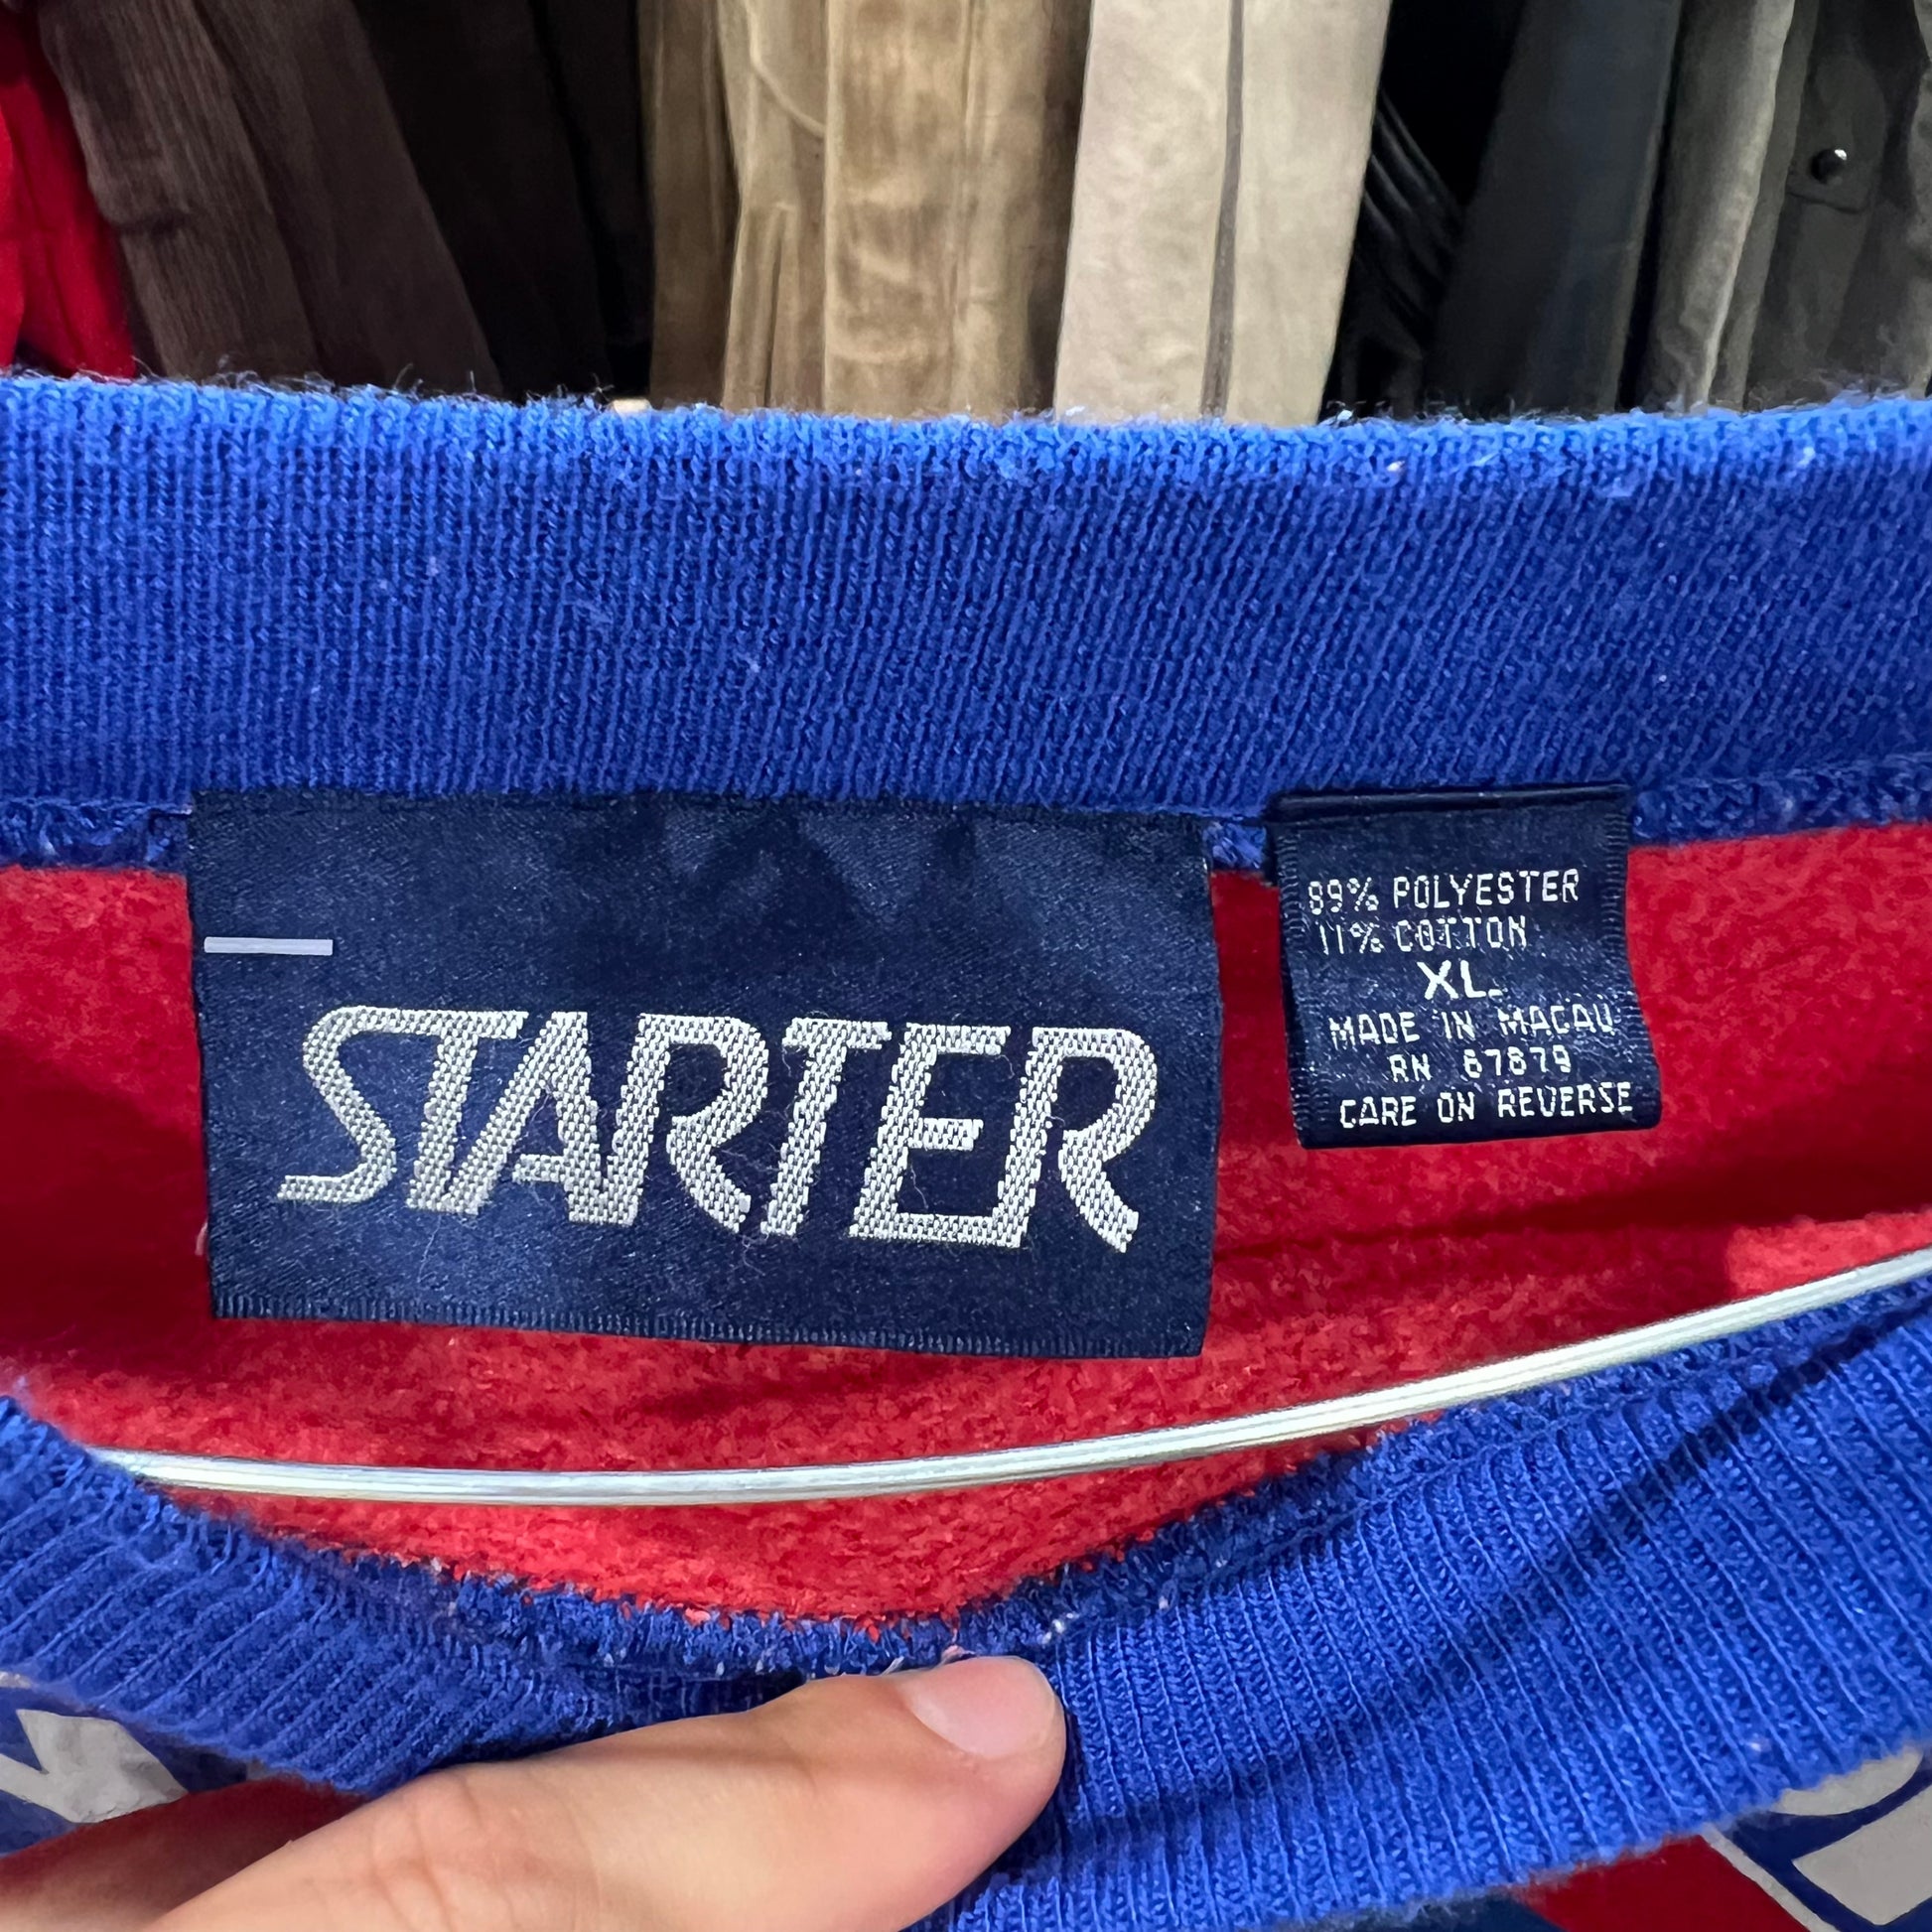 STARTER
89% POLYESTER
11% COTTON
XL
MADE IN MACAU
RN 67879
CARE ON REVERSE